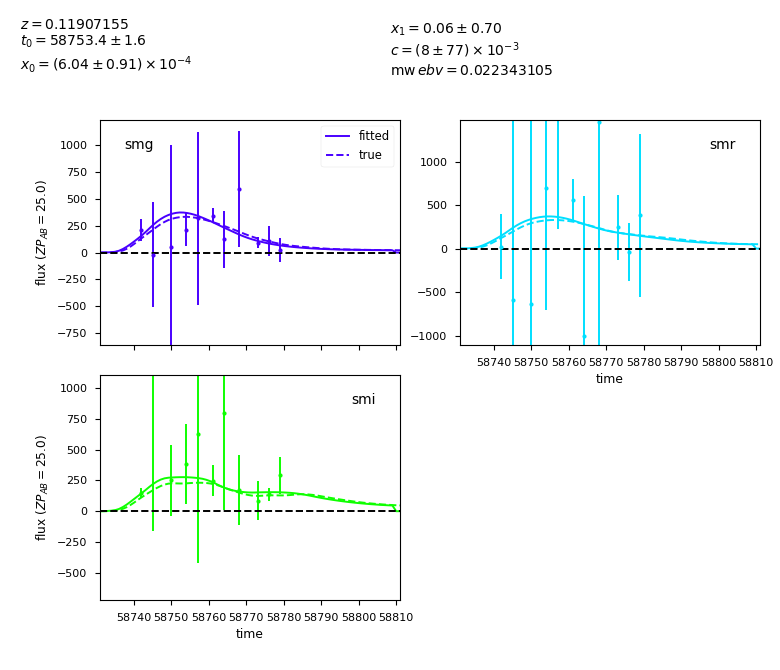 z = 0.11907155
t₀ = 58753.4 ± 1.6
x₀ = (6.04 ± 0.91) × 10⁻⁴
x₁ = 0.06 ± 0.70
c = (8 ± 77) × 10⁻³
mw ebv = 0.022343105
smg
fitted
true
1000
750
500
250
0
−250
−500
−750
flux (ZP_AB = 25.0)
smr
1000
500
0
−500
−1000
58740 58750 58760 58770 58780 58790 58800 58810
time
smi
1000
750
500
250
0
−250
−500
flux (ZP_AB = 25.0)
58740 58750 58760 58770 58780 58790 58800 58810
time